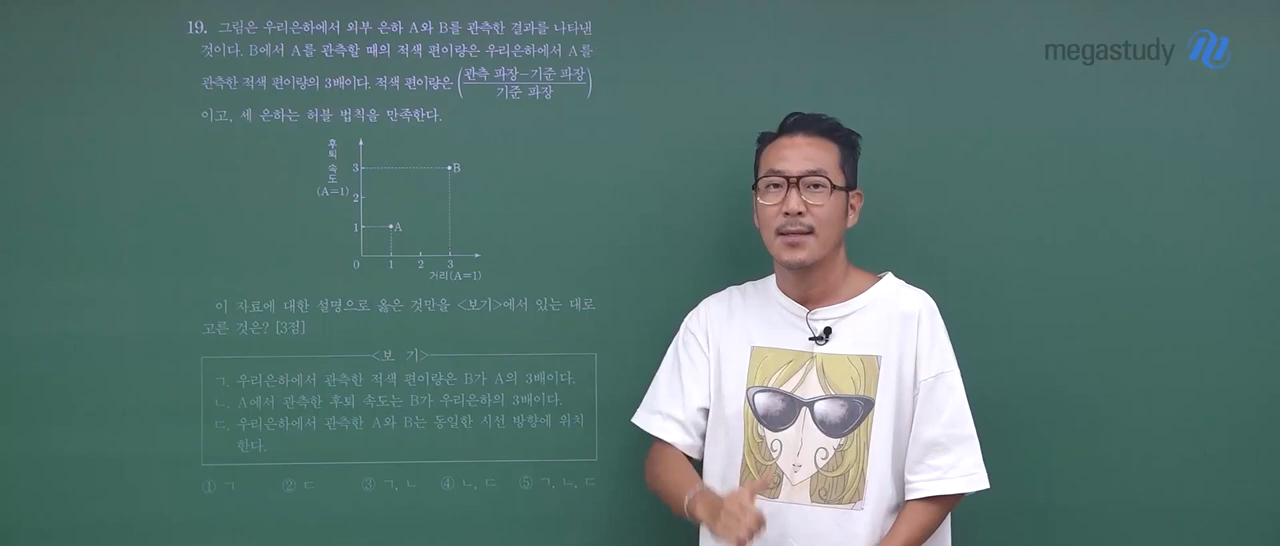 19. 그림은 우리은하에서 외부 은하 A와 B를 관측한 결과를 나타낸
것이다. B에서 A를 관측할 때의 적색 편이량은 우리은하에서 A를
관측한 적색 편이량의 3배이다. 적색 편이량은 (관측 파장-기준 파장 / 기준 파장)
이고, 세 은하는 허블 법칙을 만족한다.
후퇴 속도
(A=1)
3
B
2
1
A
0 1 2 3
거리(A=1)
이 자료에 대한 설명으로 옳은 것만을 <보기>에서 있는 대로
고른 것은? [3점]
<보 기>
ㄱ. 우리은하에서 관측한 적색 편이량은 B가 A의 3배이다.
ㄴ. A에서 관측한 후퇴 속도는 B가 우리은하의 3배이다.
ㄷ. 우리은하에서 관측한 A와 B는 동일한 시선 방향에 위치
한다.
① ㄱ ② ㄷ ③ ㄱ, ㄴ ④ ㄴ, ㄷ ⑤ ㄱ, ㄴ, ㄷ
megastudy